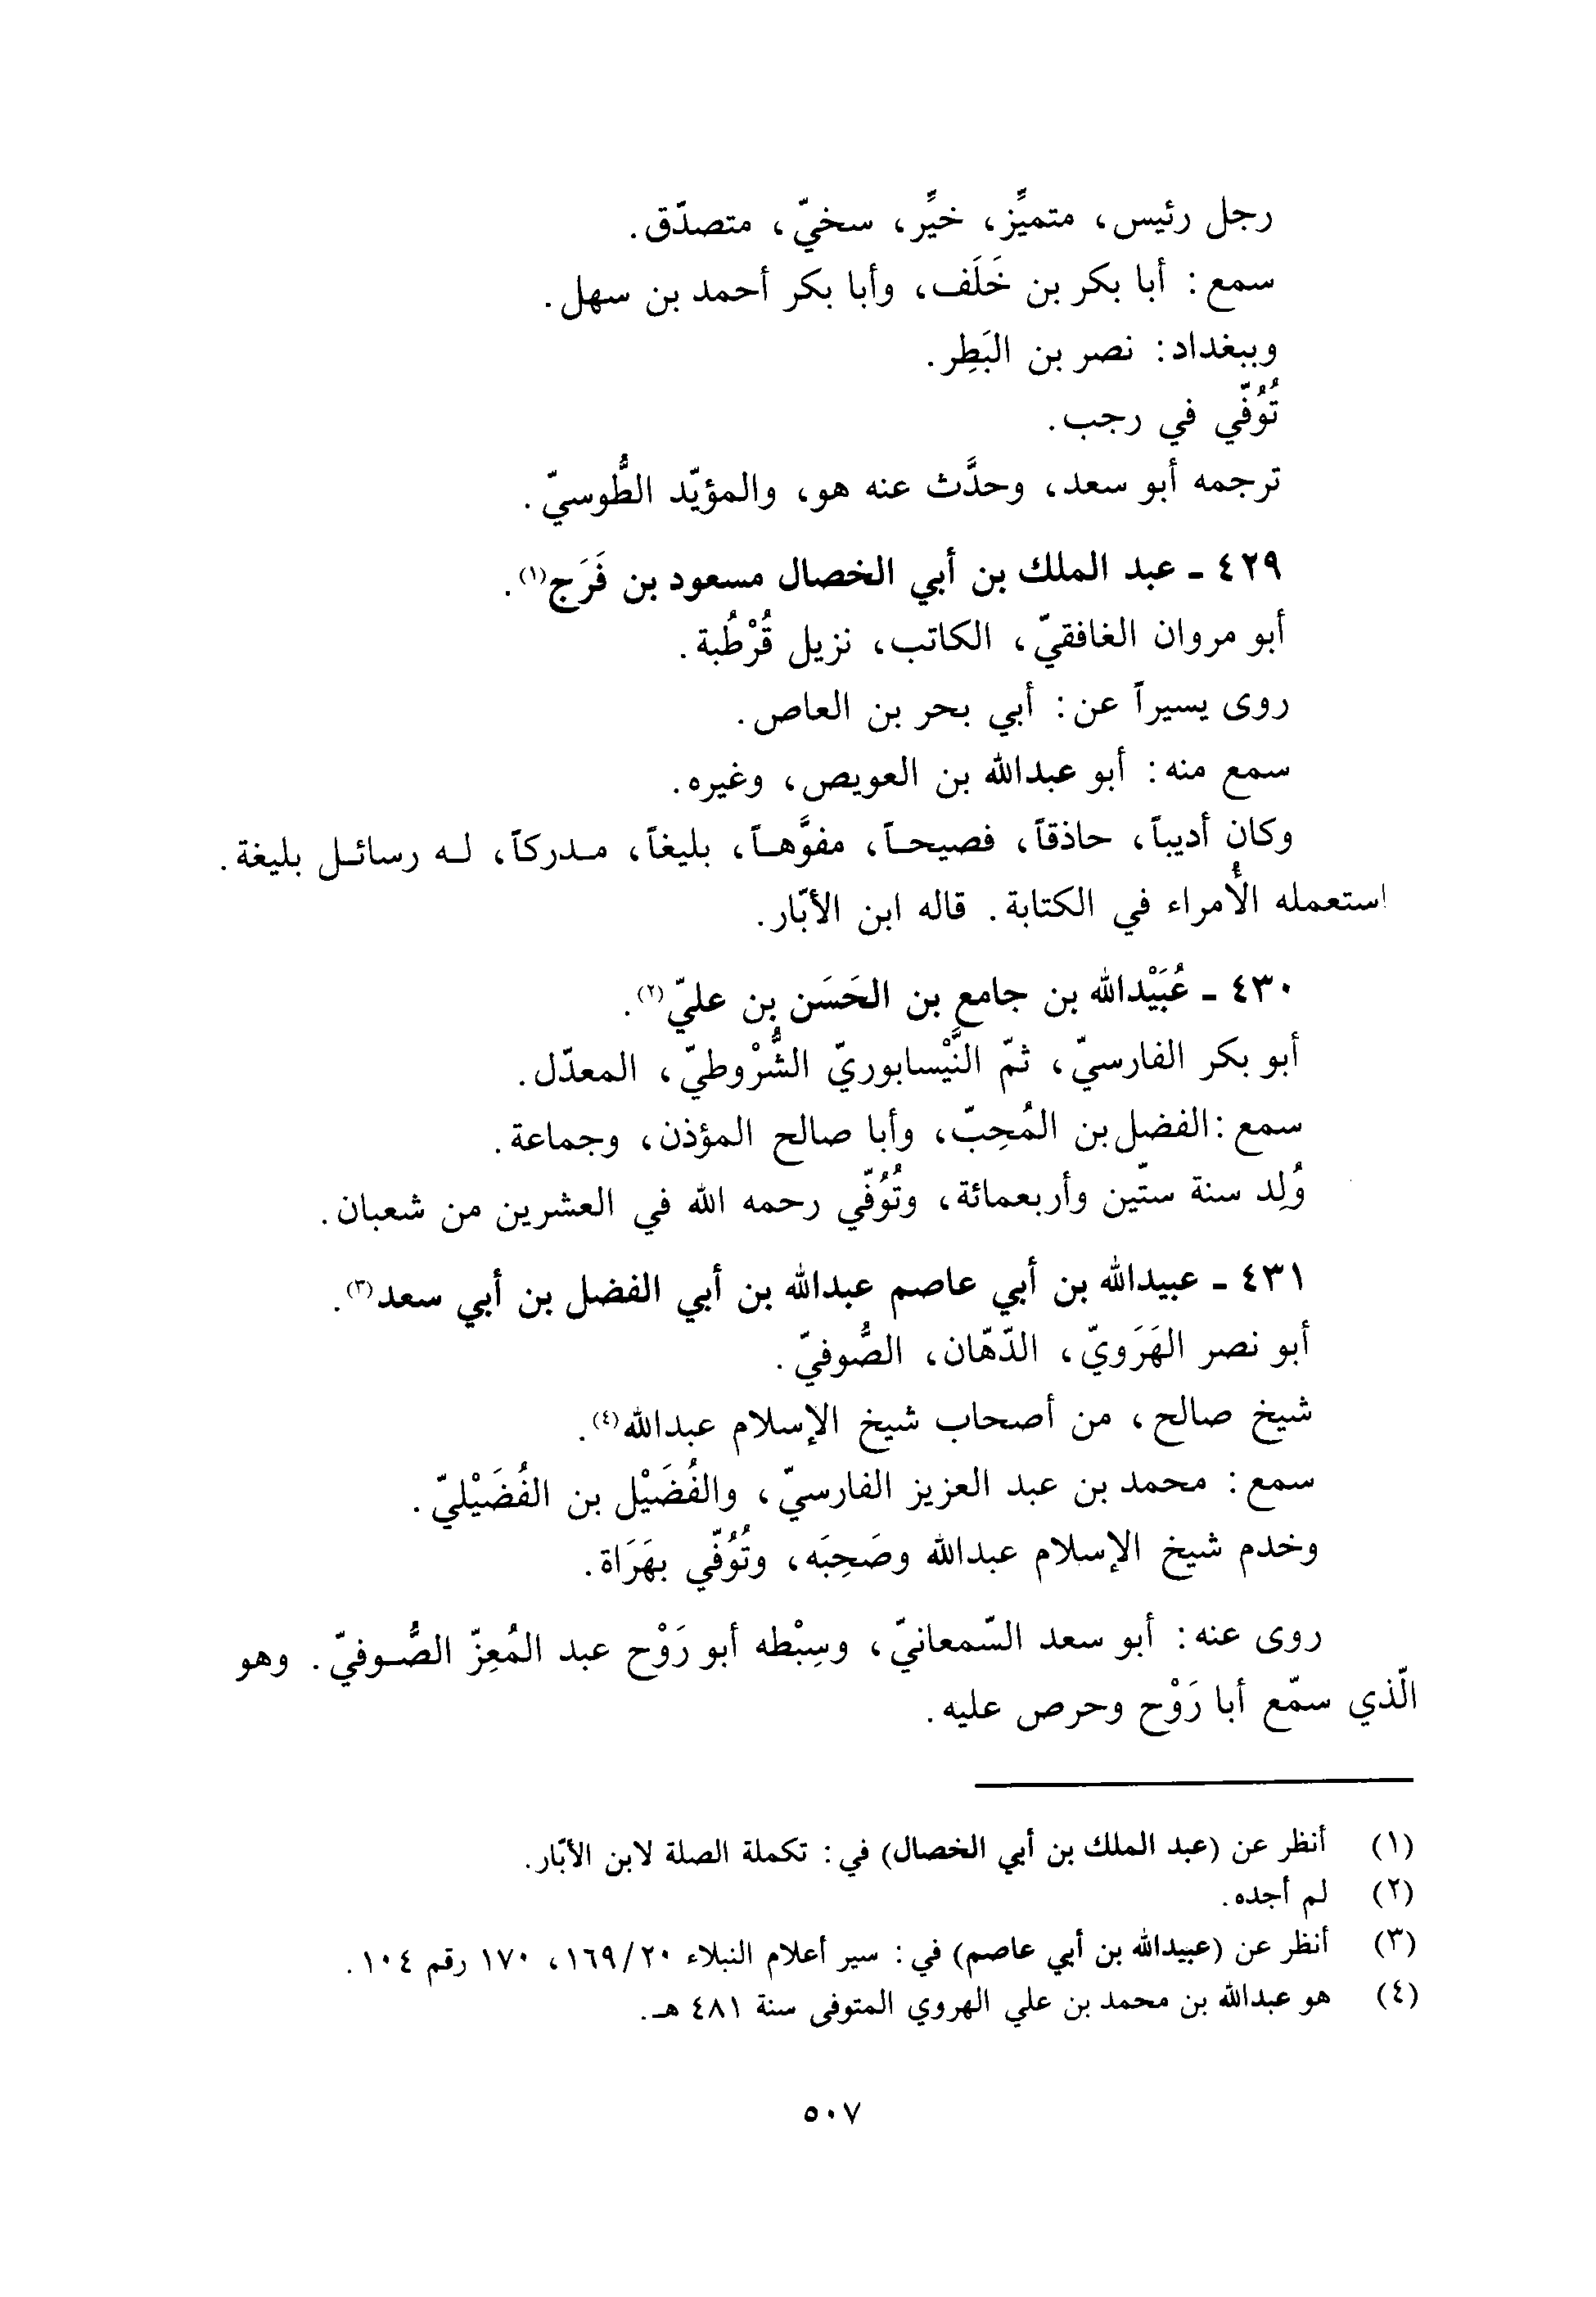 رجل رئيس، متميِّز، خيِّر، سخيّ، متصدّق.
سمع: أبا بكر بن خَلَف، وأبا بكر أحمد بن سهل.
وببغداد: نصر بن البَطِر.
تُوُفّي في رجب.
ترجمه أبو سعد، وحدَّث عنه هو، والمؤيّد الطُّوسيّ.
٤٢٩ ـ عبد الملك بن أبي الخصال مسعود بن فَرَج(١).
أبو مروان الغافقيّ، الكاتب، نزيل قُرْطُبة.
روى يسيراً عن: أبي بحر بن العاص.
سمع منه: أبو عبدالله بن العويص، وغيره.
وكان أديباً، حاذقاً، فصيحـاً، مفوَّهـاً، بليغاً، مـدركاً، لـه رسائـل بليغة.
استعمله الأُمراء في الكتابة. قاله ابن الأبّار.
٤٣٠ ـ عُبَيْدالله بن جامع بن الحَسَن بن عليّ(٢).
أبو بكر الفارسيّ، ثمّ النَّيْسابوريّ الشُّرْوطيّ، المعدّل.
سمع: الفضل بن المُحِبّ، وأبا صالح المؤذن، وجماعة.
وُلِد سنة ستّين وأربعمائة، وتُوُفّي رحمه الله في العشرين من شعبان.
٤٣١ ـ عبيدالله بن أبي عاصم عبدالله بن أبي الفضل بن أبي سعد(٣).
أبو نصر الهَرَويّ، الدّهّان، الصُّوفيّ.
شيخ صالح، من أصحاب شيخ الإسلام عبدالله(٤).
سمع: محمد بن عبد العزيز الفارسيّ، والفُضَيْل بن الفُضَيْليّ.
وخدم شيخ الإسلام عبدالله وصَحِبَه، وتُوُفّي بهَرَاة.
روى عنه: أبو سعد السّمعانيّ، وسِبْطه أبو رَوْح عبد المُعِزّ الصُّـوفيّ. وهو
الّذي سمّع أبا رَوْح وحرص عليه.
(١) أنظر عن (عبد الملك بن أبي الخصال) في: تكملة الصلة لابن الأبّار.
(٢) لم أجده.
(٣) أنظر عن (عبيدالله بن أبي عاصم) في: سير أعلام النبلاء ٢٠/١٦٩، ١٧٠ رقم ١٠٤.
(٤) هو عبدالله بن محمد بن علي الهروي المتوفى سنة ٤٨١ هـ.
٥٠٧